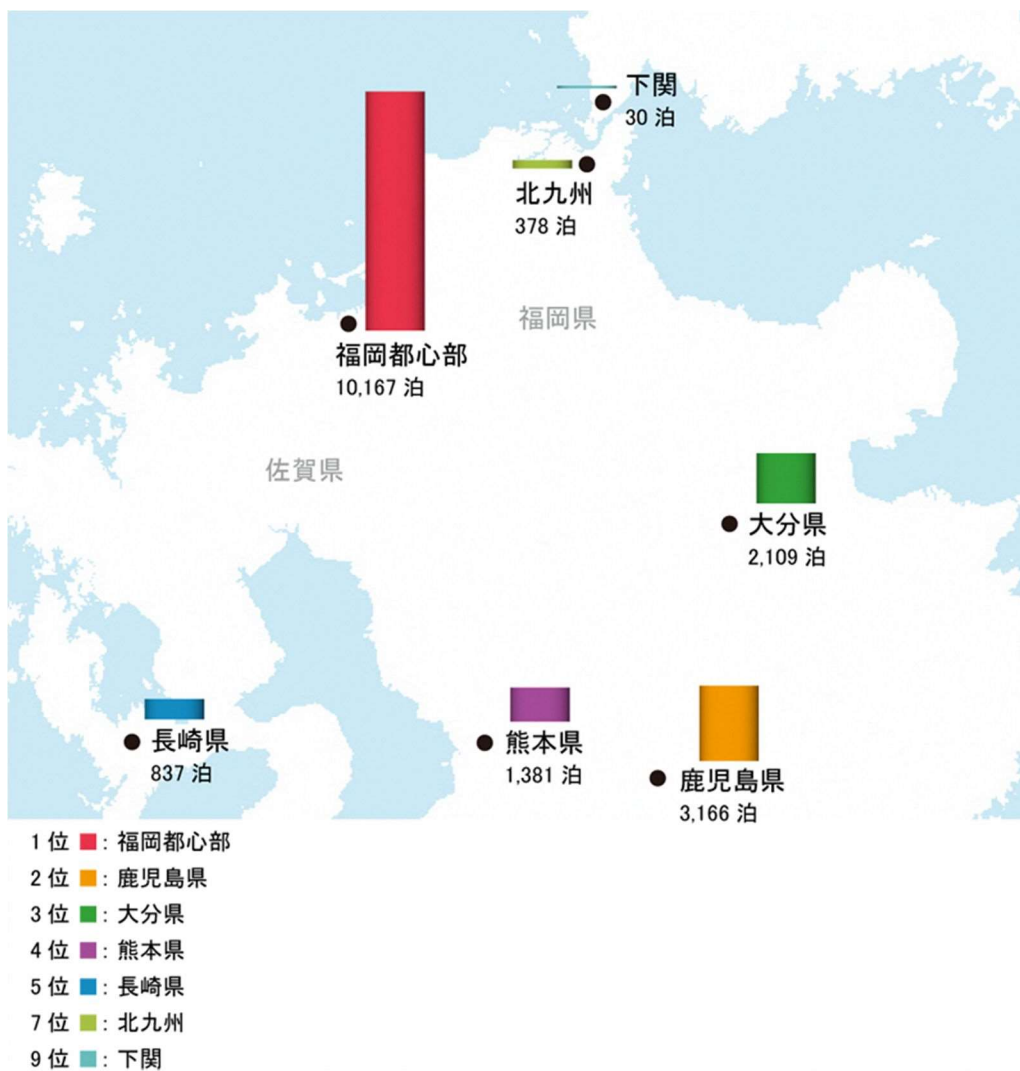 下関
30 泊
北九州
378 泊
福岡県
福岡都心部
10,167 泊
佐賀県
大分県
2,109 泊
長崎県
837 泊
熊本県
1,381 泊
鹿児島県
3,166 泊
1 位 ■ : 福岡都心部
2 位 ■ : 鹿児島県
3 位 ■ : 大分県
4 位 ■ : 熊本県
5 位 ■ : 長崎県
7 位 ■ : 北九州
9 位 ■ : 下関